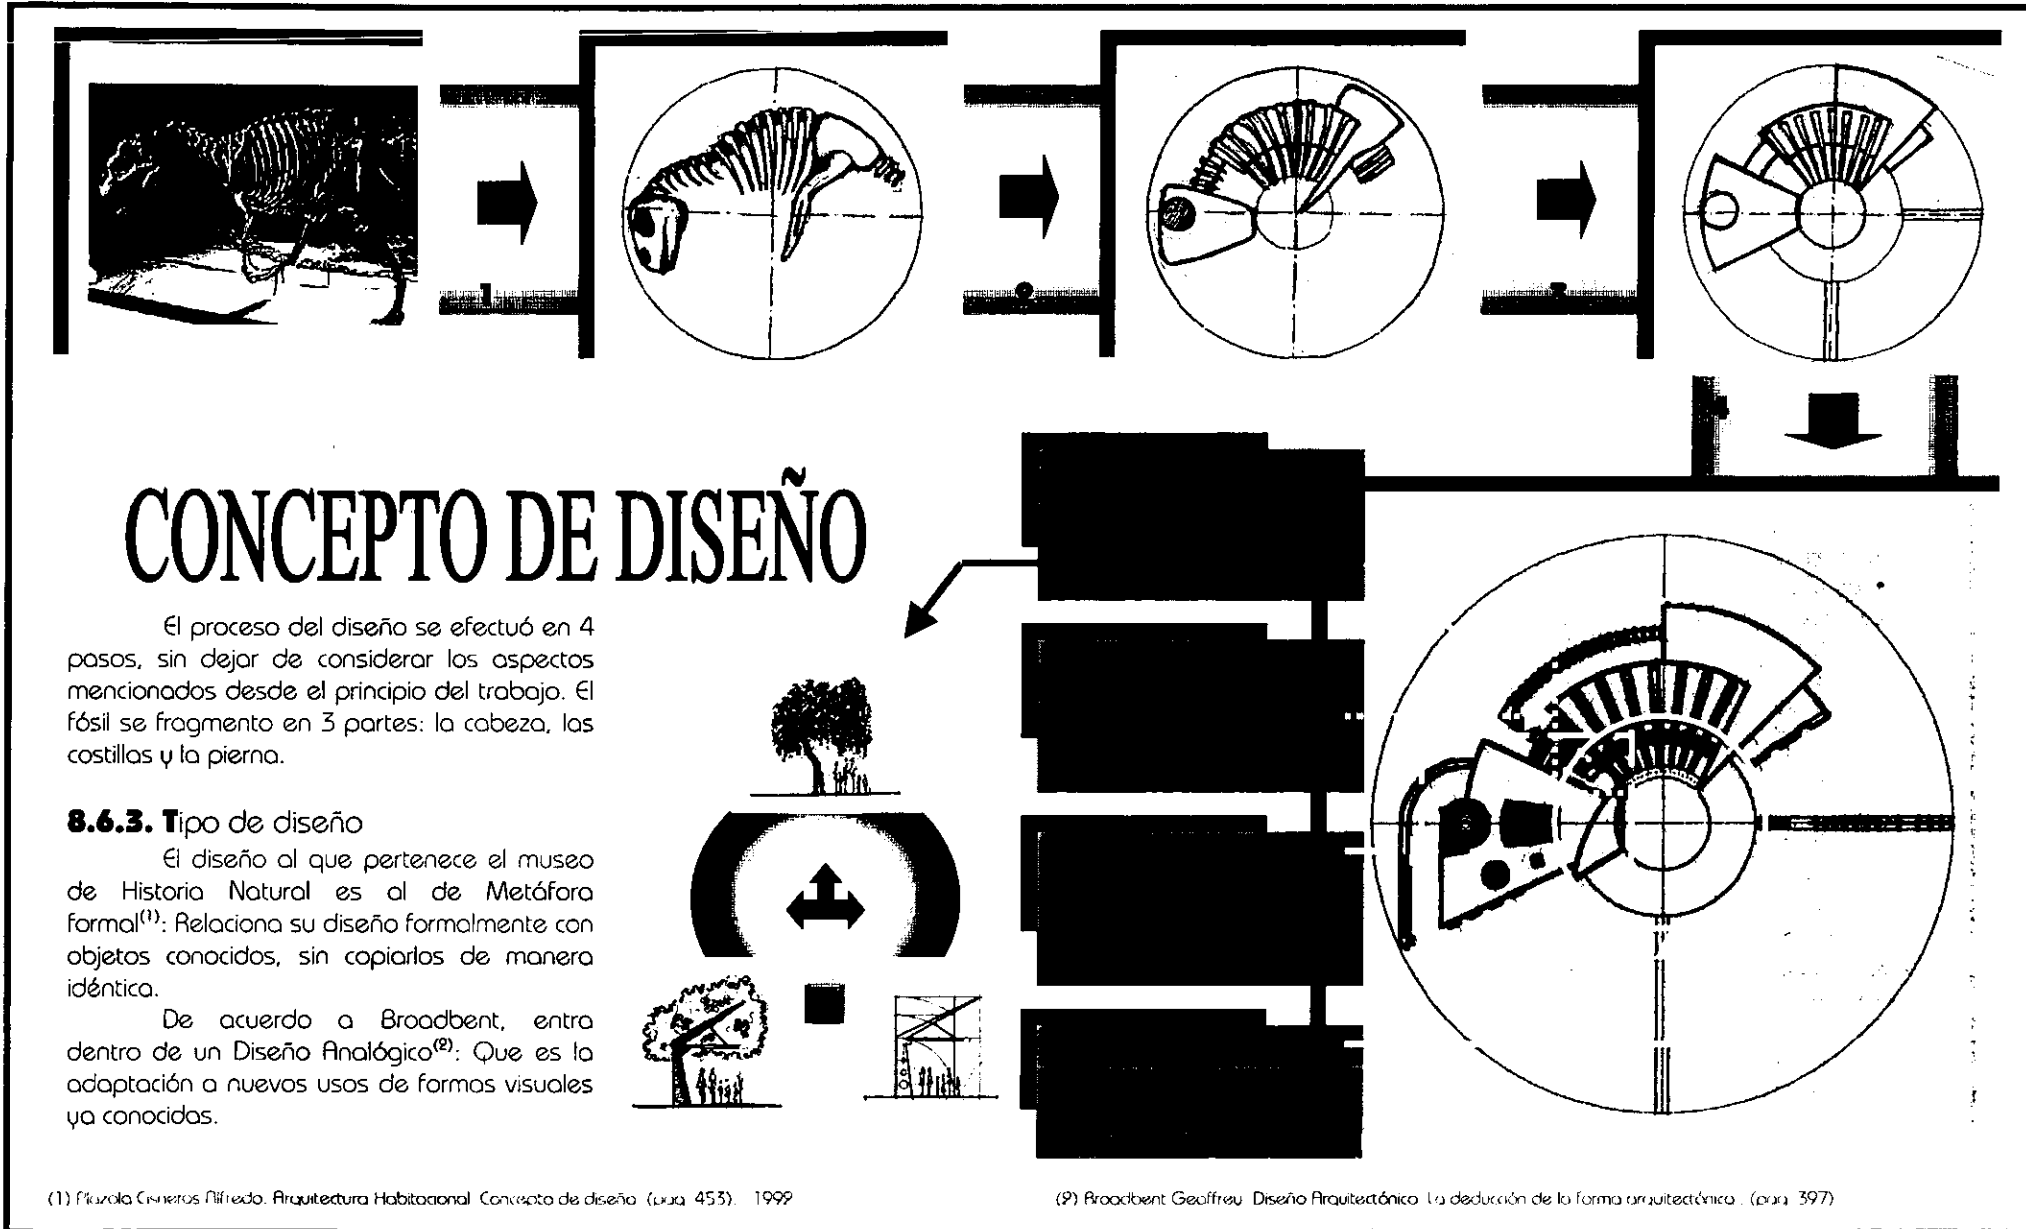 1
2
3
CONCEPTO DE DISEÑO
El proceso del diseño se efectuó en 4
pasos, sin dejar de considerar los aspectos
mencionados desde el principio del trabajo. El
fósil se fragmento en 3 partes: la cabeza, las
costillas y la pierna.
8.6.3. Tipo de diseño
El diseño al que pertenece el museo
de Historia Natural es al de Metáfora
formal(1): Relaciona su diseño formalmente con
objetos conocidos, sin copiarlos de manera
idéntica.
De acuerdo a Broadbent, entra
dentro de un Diseño Analógico(2): Que es la
adaptación a nuevos usos de formas visuales
ya conocidas.
(1) Plazola Cisneros Alfredo. Arquitectura Habitacional Concepto de diseño (pag 453). 1992
(2) Broadbent Geoffrey Diseño Arquitectónico La deducción de la forma arquitectónica . (pag 397)